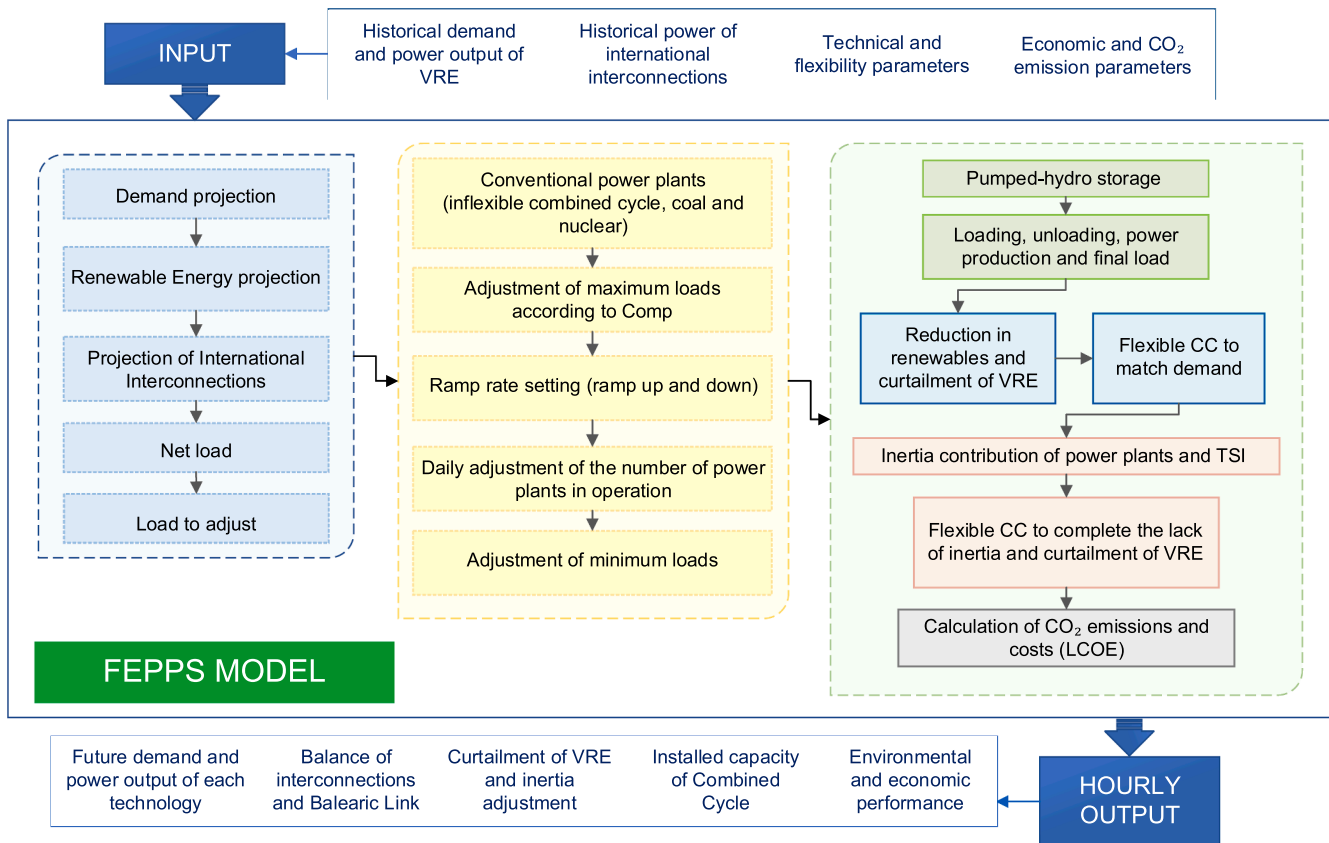 INPUT
Historical demand
and power output of
VRE
Historical power of
international
interconnections
Technical and
flexibility parameters
Economic and CO₂
emission parameters
Demand projection
Renewable Energy projection
Projection of International
Interconnections
Net load
Load to adjust
Conventional power plants
(inflexible combined cycle, coal and
nuclear)
Adjustment of maximum loads
according to Comp
Ramp rate setting (ramp up and down)
Daily adjustment of the number of power
plants in operation
Adjustment of minimum loads
Pumped-hydro storage
Loading, unloading, power
production and final load
Reduction in
renewables and
curtailment of VRE
Flexible CC to
match demand
Inertia contribution of power plants and TSI
Flexible CC to complete the lack
of inertia and curtailment of VRE
Calculation of CO₂ emissions and
costs (LCOE)
FEPPS MODEL
Future demand and
power output of each
technology
Balance of
interconnections
and Balearic Link
Curtailment of VRE
and inertia
adjustment
Installed capacity
of Combined
Cycle
Environmental
and economic
performance
HOURLY
OUTPUT